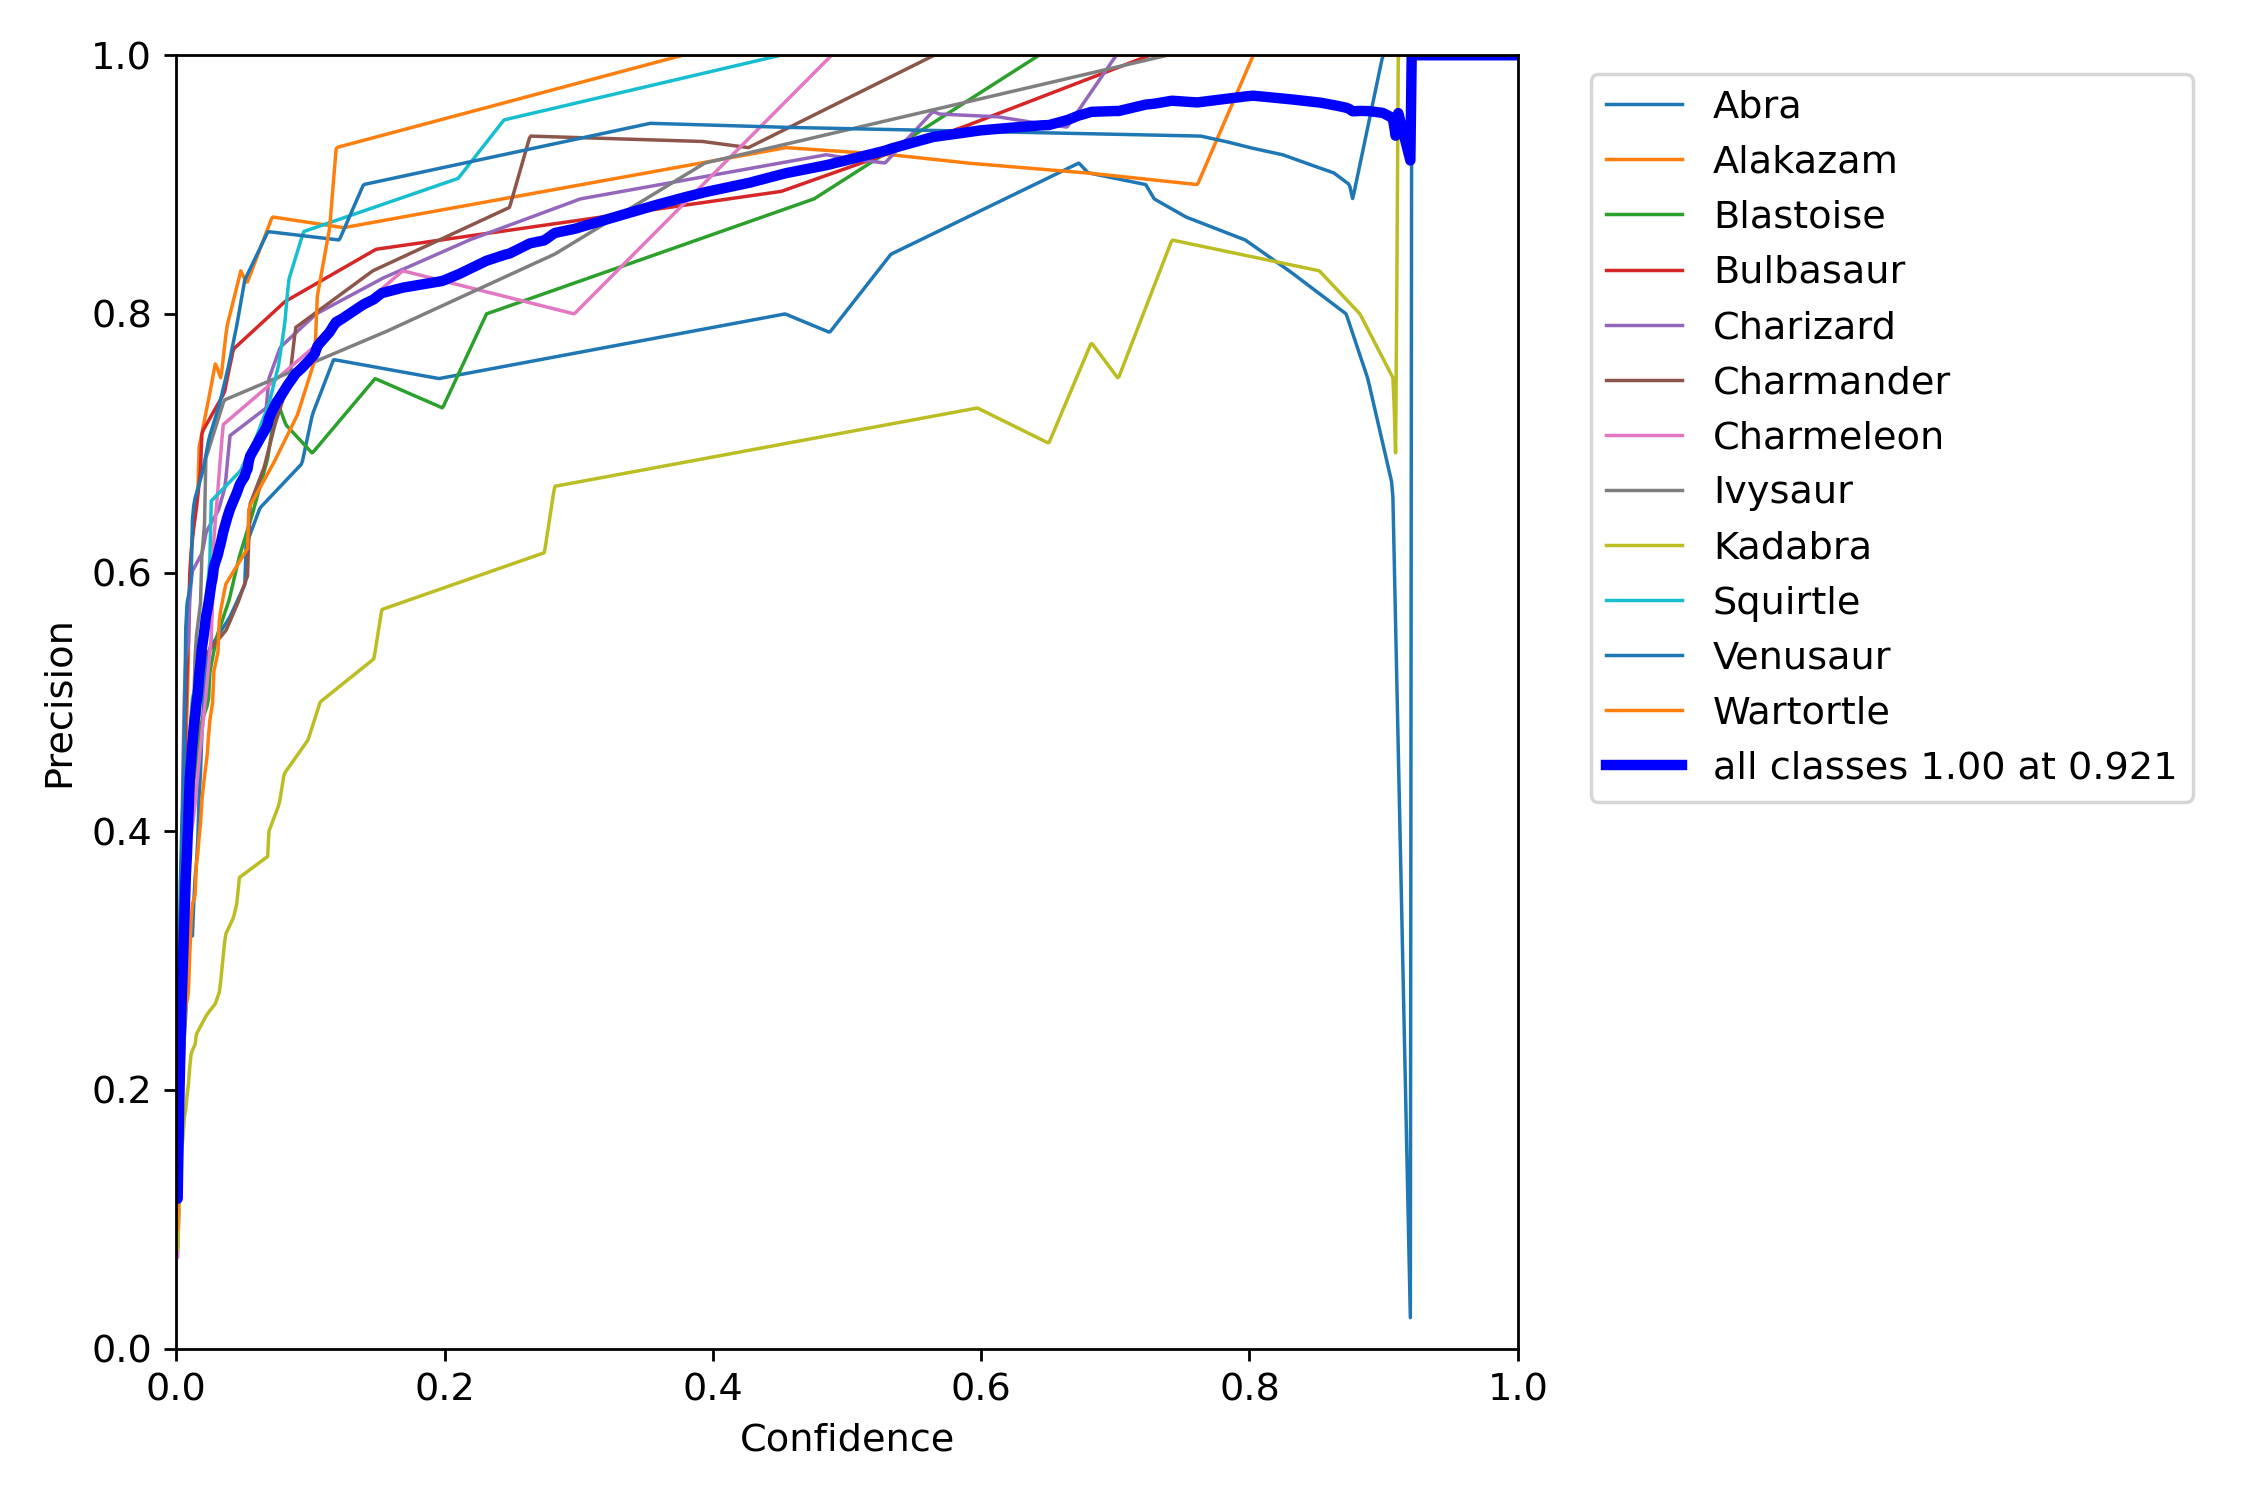 1.0
0.8
0.6
0.4
0.2
0.0
Precision
0.0 0.2 0.4 0.6 0.8 1.0
Confidence
Abra
Alakazam
Blastoise
Bulbasaur
Charizard
Charmander
Charmeleon
Ivysaur
Kadabra
Squirtle
Venusaur
Wartortle
all classes 1.00 at 0.921